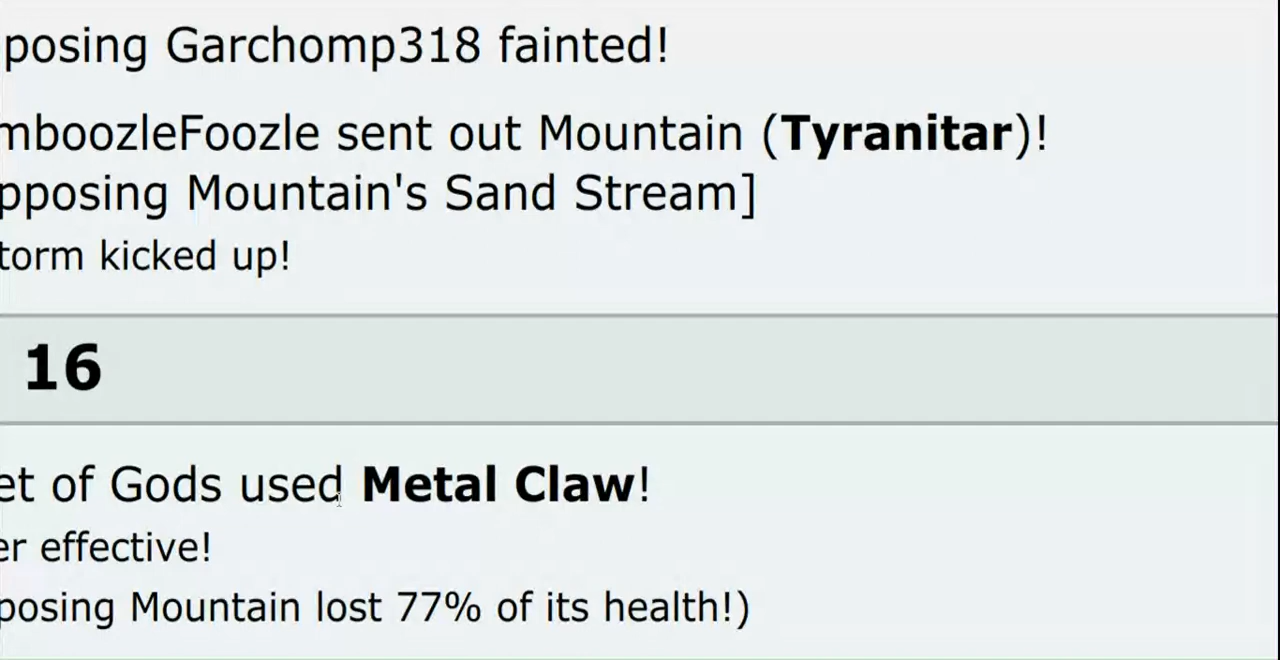 posing Garchomp318 fainted!
mboozleFoozle sent out Mountain (Tyranitar)!
pposing Mountain's Sand Stream]
torm kicked up!
16
et of Gods used Metal Claw!
er effective!
posing Mountain lost 77% of its health!)